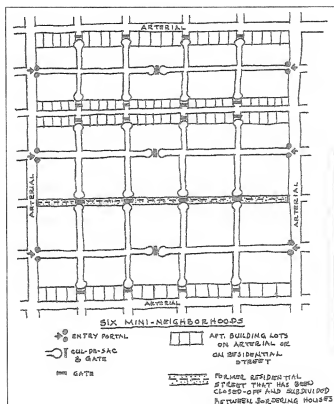 ARTERIAL
ARTERIAL
ARTERIAL
ARTERIAL
SIX MINI-NEIGHBORHOODS
ENTRY PORTAL
CUL-DE-SAC
& GATE
GATE
APT. BUILDING LOTS
ON ARTERIAL OR
ON RESIDENTIAL
STREET
FORMER RESIDENTIAL
STREET THAT HAS BEEN
CLOSED-OFF AND SUBDIVIDED
BETWEEN BORDERING HOUSES